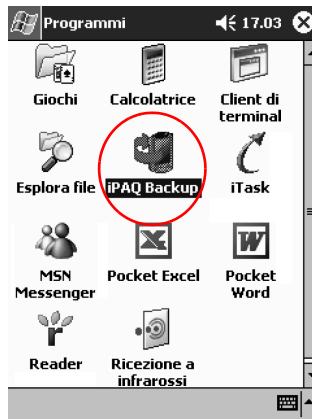 Programmi 17.03
Giochi Calcolatrice Client di
terminal
Esplora file iPAQ Backup iTask
MSN Pocket Excel Pocket
Messenger Word
Reader Ricezione a
infrarossi